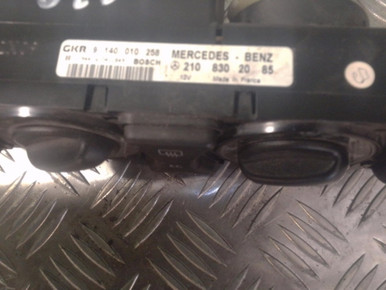 GKR 9 140 010 258 MERCEDES - BENZ
BOSCH 210 830 20 85
12V Made in France